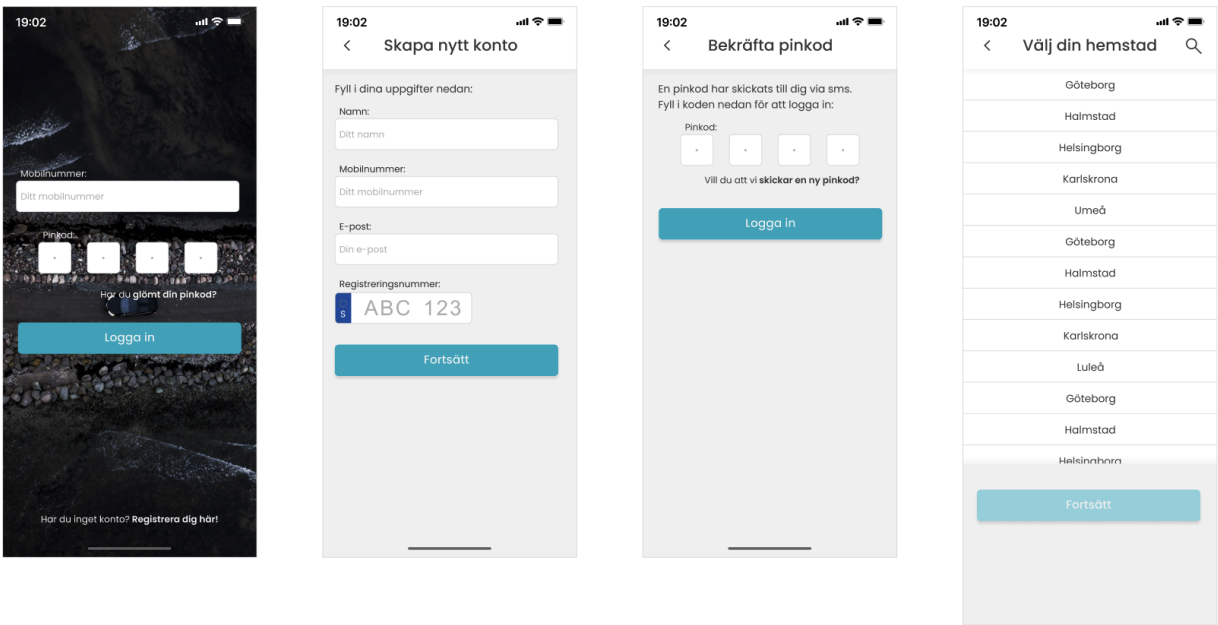 19:02
Mobilnummer:
Ditt mobilnummer
Pinkod:
Har du glömt din pinkod?
Logga in
Har du inget konto? Registrera dig här!
19:02
Skapa nytt konto
Fyll i dina uppgifter nedan:
Namn:
Ditt namn
Mobilnummer:
Ditt mobilnummer
E-post:
Din e-post
Registreringsnummer:
S
ABC 123
Fortsätt
19:02
Bekräfta pinkod
En pinkod har skickats till dig via sms.
Fyll i koden nedan för att logga in:
Pinkod:
Vill du att vi skickar en ny pinkod?
Logga in
19:02
Välj din hemstad
Göteborg
Halmstad
Helsingborg
Karlskrona
Umeå
Göteborg
Halmstad
Helsingborg
Karlskrona
Luleå
Göteborg
Halmstad
Helsingborg
Fortsätt